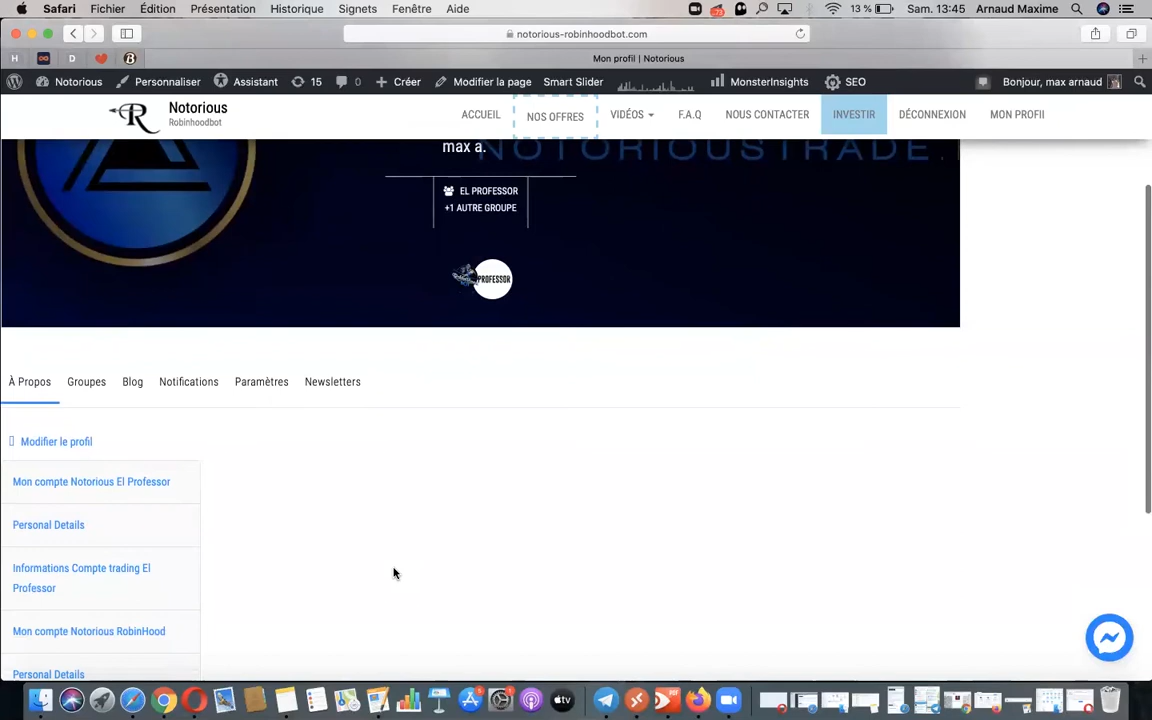 Safari Fichier Édition Présentation Historique Signets Fenêtre Aide 13 % Sam. 13:45 Arnaud Maxime
notorious-robinhoodbot.com
H D B Mon profil | Notorious
Notorious Personnaliser Assistant 15 0 Créer Modifier la page Smart Slider MonsterInsights SEO Bonjour, max arnaud
Notorious
Robinhoodbot
ACCUEIL NOS OFFRES VIDÉOS F.A.Q NOUS CONTACTER INVESTIR DÉCONNEXION MON PROFIL
max a.
NOTORIOUSTRADE.
EL PROFESSOR
+1 AUTRE GROUPE
PROFESSOR
À Propos Groupes Blog Notifications Paramètres Newsletters
Modifier le profil
Mon compte Notorious El Professor
Personal Details
Informations Compte trading El
Professor
Mon compte Notorious RobinHood
Personal Details